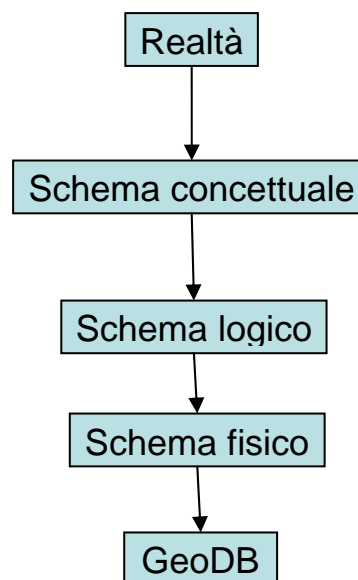 Realtà
Schema concettuale
Schema logico
Schema fisico
GeoDB